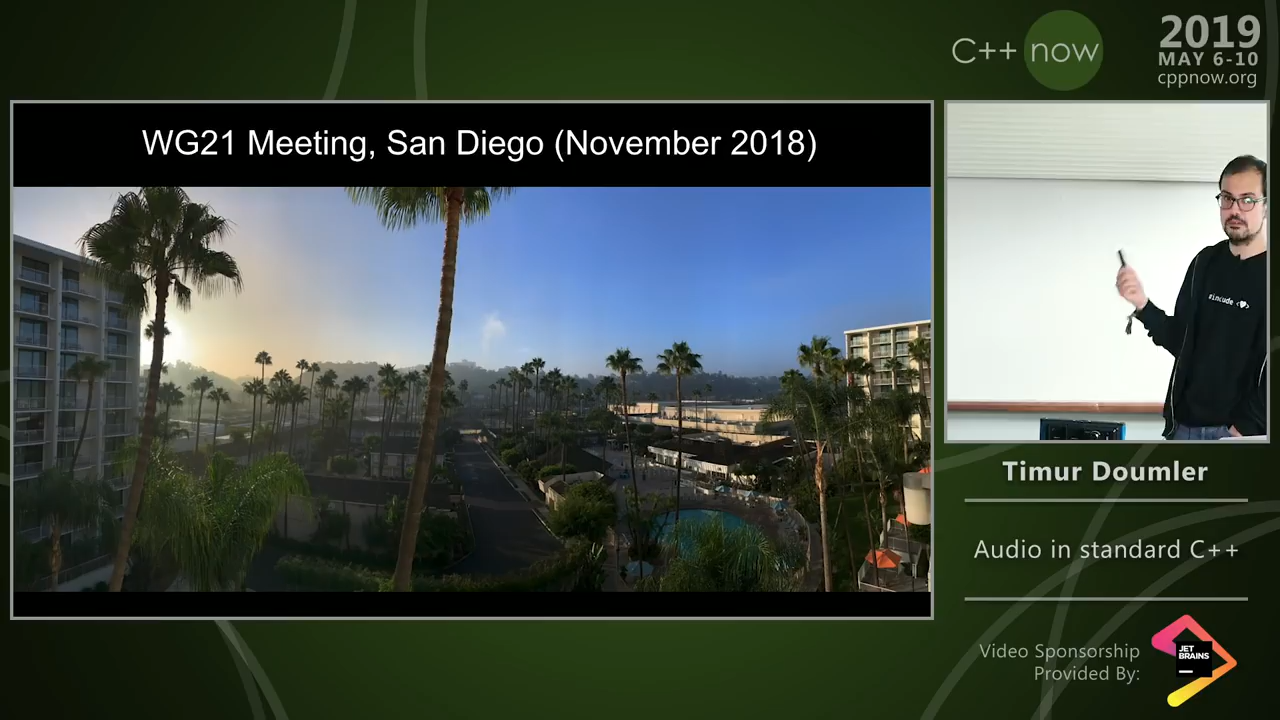 C++ now
2019
MAY 6-10
cppnow.org
WG21 Meeting, San Diego (November 2018)
#include <♥>
Timur Doumler
Audio in standard C++
Video Sponsorship
Provided By:
JET
BRAINS